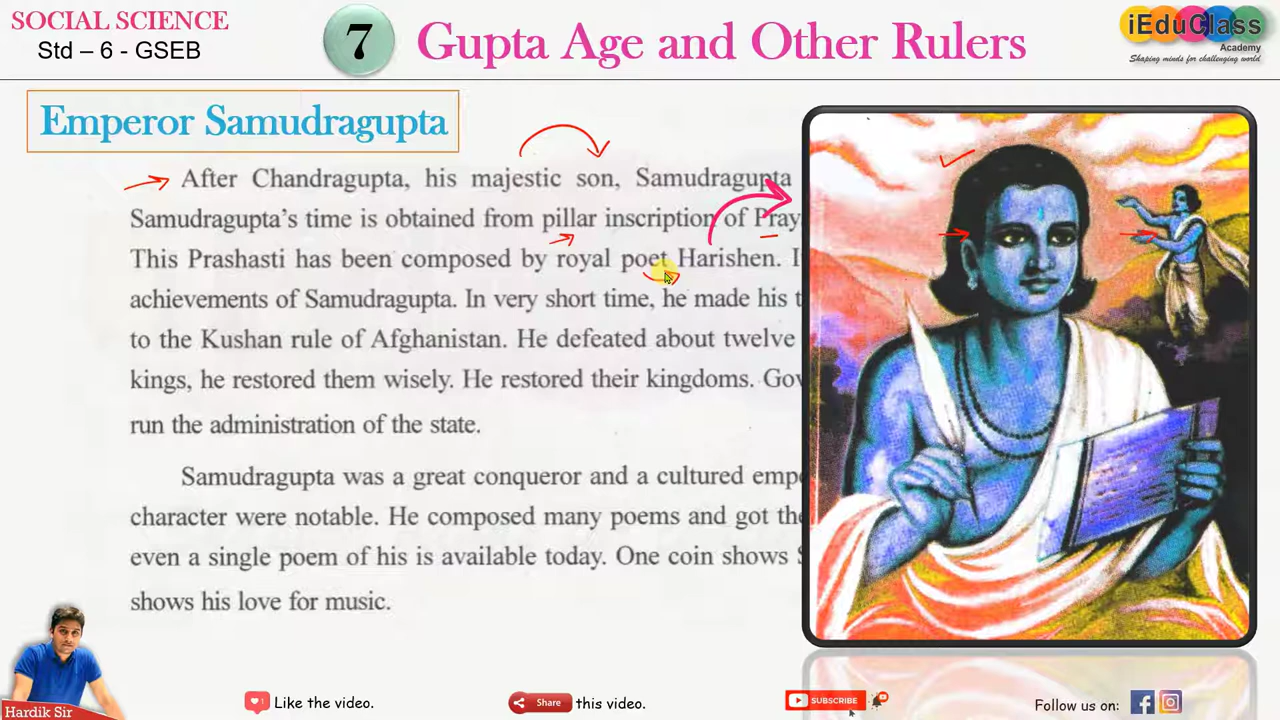 SOCIAL SCIENCE
Std – 6 - GSEB
7
Gupta Age and Other Rulers
iEduClass
Academy
Shaping minds for challenging world
Emperor Samudragupta
After Chandragupta, his majestic son, Samudragupta
Samudragupta's time is obtained from pillar inscription of Pray
This Prashasti has been composed by royal poet Harishen. I
achievements of Samudragupta. In very short time, he made his t
to the Kushan rule of Afghanistan. He defeated about twelve
kings, he restored them wisely. He restored their kingdoms. Gov
run the administration of the state.
Samudragupta was a great conqueror and a cultured empe
character were notable. He composed many poems and got the
even a single poem of his is available today. One coin shows S
shows his love for music.
Hardik Sir
Like the video.
Share this video.
SUBSCRIBE
Follow us on: